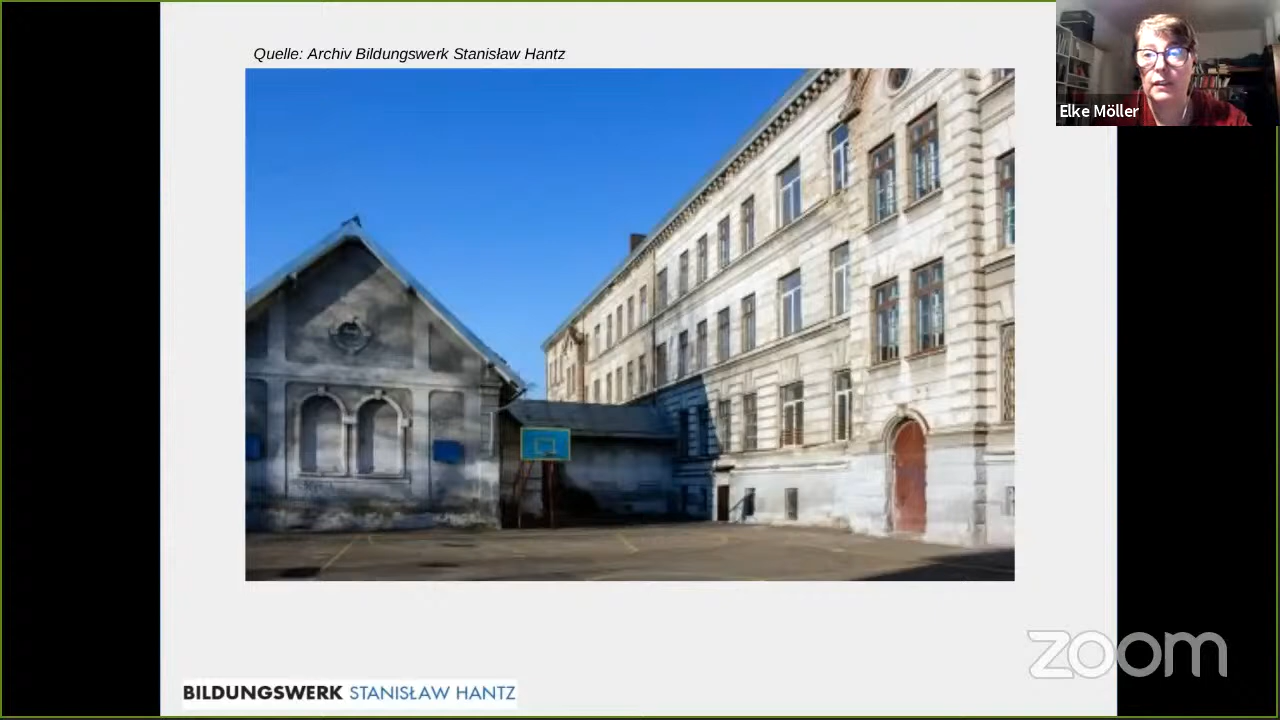 Quelle: Archiv Bildungswerk Stanisław Hantz
Elke Möller
zoom
BILDUNGSWERK STANISŁAW HANTZ